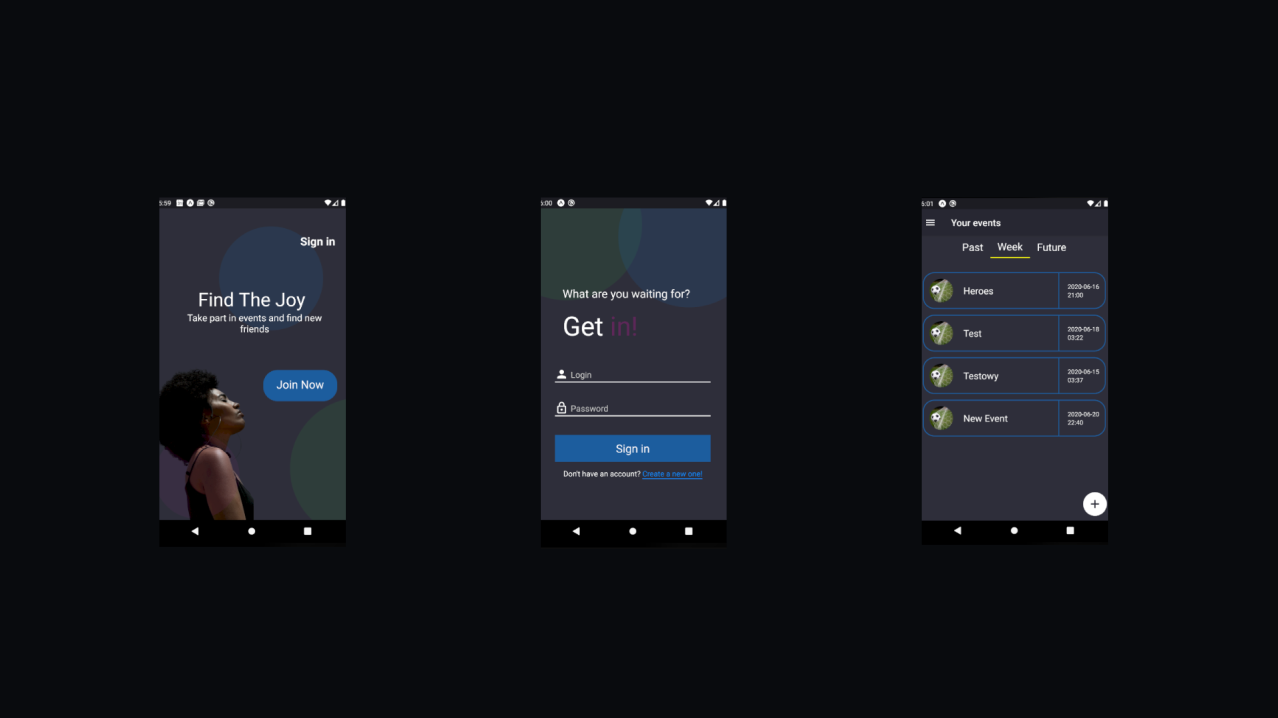 5:59
Sign in
Find The Joy
Take part in events and find new
friends
Join Now
6:00
What are you waiting for?
Get in!
Login
Password
Sign in
Don't have an account? Create a new one!
6:01
Your events
Past Week Future
Heroes
2020-06-16
21:00
Test
2020-06-18
03:22
Testowy
2020-06-15
03:37
New Event
2020-06-20
22:40
+